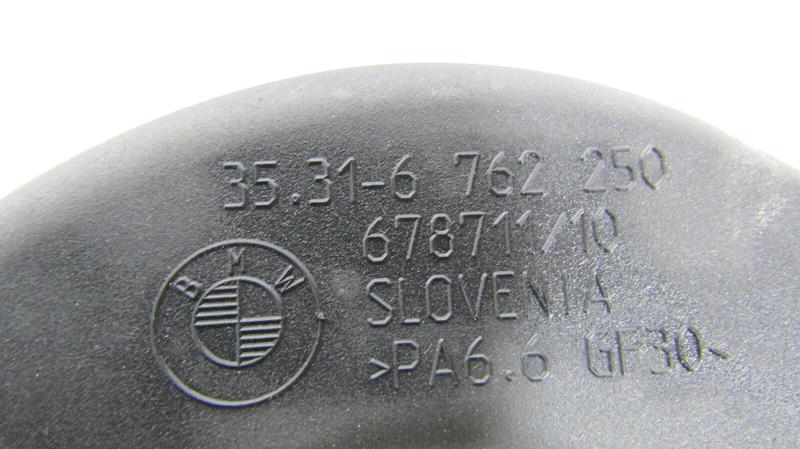 35.31-6 762 250
678711/10
BMW
SLOVENIA
>PA6.6 GF30<